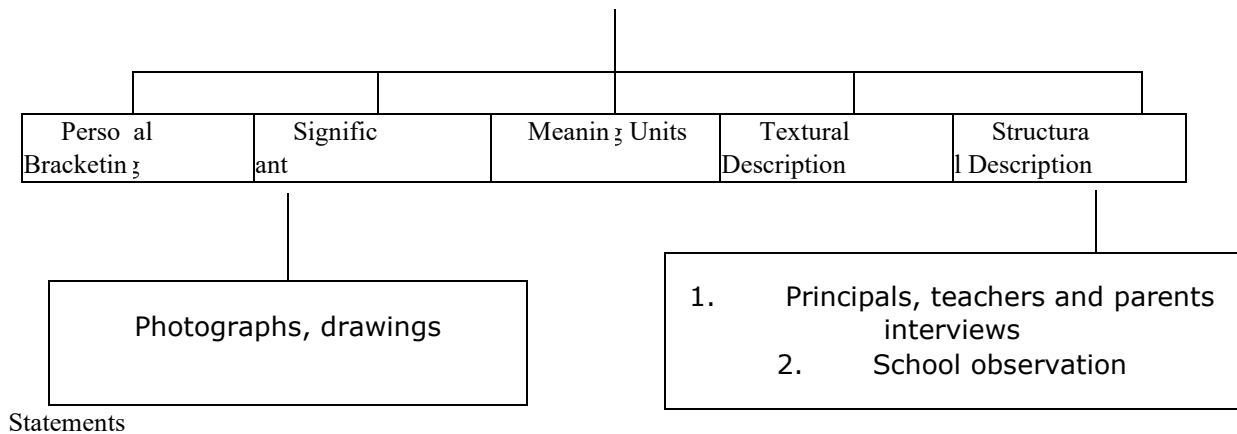 Perso al
Bracketin g
Signific
ant
Meanin g Units
Textural
Description
Structura
l Description
Photographs, drawings
1. Principals, teachers and parents
interviews
2. School observation
Statements